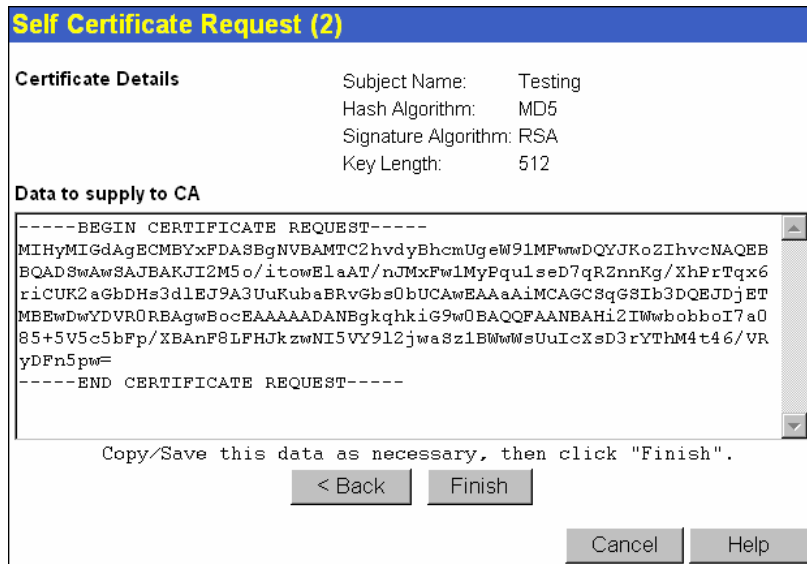 Self Certificate Request (2)
Certificate Details
Subject Name: Testing
Hash Algorithm: MD5
Signature Algorithm: RSA
Key Length: 512
Data to supply to CA
-----BEGIN CERTIFICATE REQUEST-----
MIHyMIGdAgECMBYxFDASBgNVBAMTC2hvdyBhcmUgeW91MFwwDQYJKoZIhvcNAQEB
BQADSwAwSAJBAKJI2M5o/itowElaAT/nJMxFw1MyPqu1seD7qRZnnKg/XhPrTqx6
riCUK2aGbDHs3dlEJ9A3UuKubaBRvGbs0bUCAwEAAaAiMCAGCSqGSIb3DQEJDjET
MBEwDwYDVR0RBAgwBocEAAAAADANBgkqhkiG9w0BAQQFAANBAHi2IWwbobboI7a0
85+5V5c5bFp/XBAnF8LFHJkzwNI5VY9l2jwaSz1BWwWsUuIcXsD3rYThM4t46/VR
yDFn5pw=
-----END CERTIFICATE REQUEST-----
Copy/Save this data as necessary, then click "Finish".
< Back Finish
Cancel Help